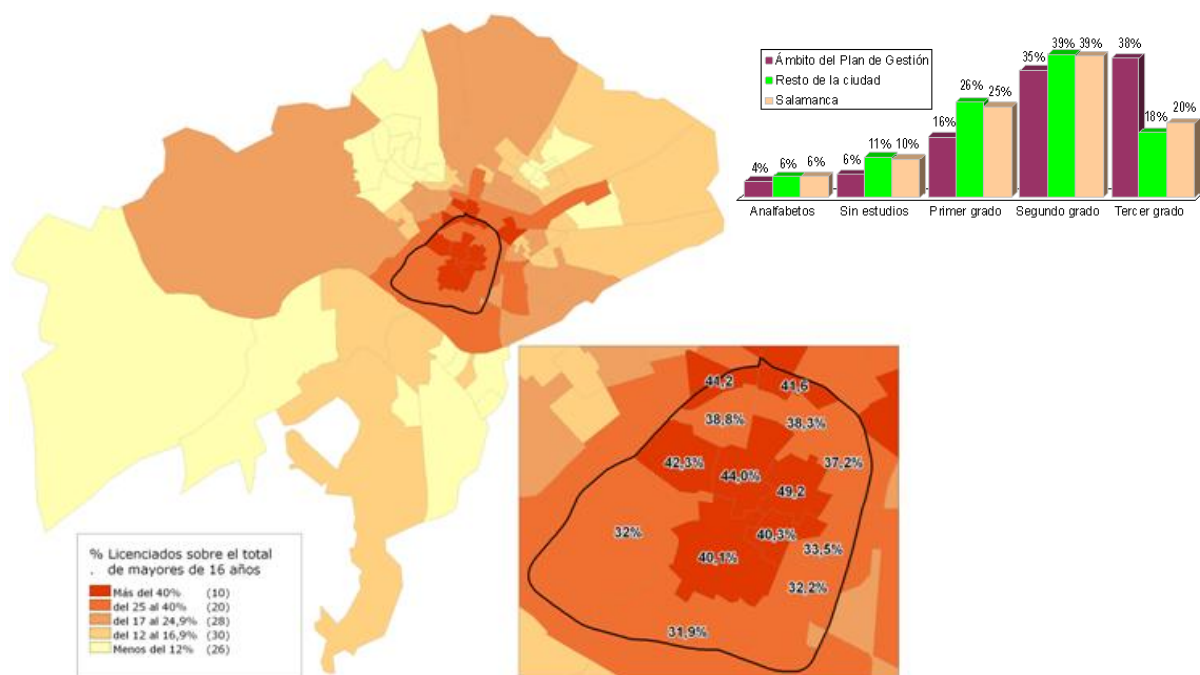 Ámbito del Plan de Gestión
Resto de la ciudad
Salamanca
4% 6% 6%
6% 11% 10%
16% 26% 25%
35% 39% 39%
38% 18% 20%
Analfabetos Sin estudios Primer grado Segundo grado Tercer grado
41,2 41,6
38,8% 38,3%
42,3% 44,0% 37,2%
49,2
32% 40,3% 33,5%
40,1%
32,2%
31,9%
% Licenciados sobre el total
. de mayores de 16 años
Más del 40% (10)
del 25 al 40% (20)
del 17 al 24,9% (28)
del 12 al 16,9% (30)
Menos del 12% (26)